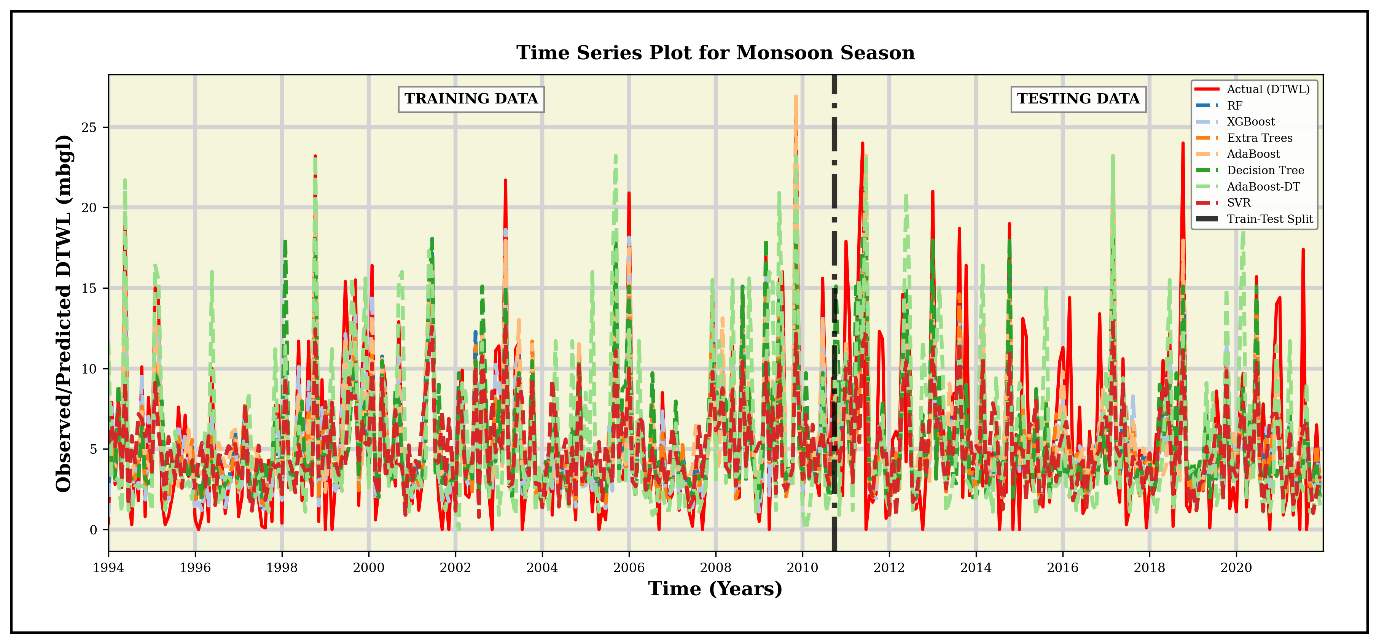 Time Series Plot for Monsoon Season
TRAINING DATA
TESTING DATA
Actual (DTWL)
RF
XGBoost
Extra Trees
AdaBoost
Decision Tree
AdaBoost-DT
SVR
Train-Test Split
Observed/Predicted DTWL (mbgl)
25
20
15
10
5
0
1994 1996 1998 2000 2002 2004 2006 2008 2010 2012 2014 2016 2018 2020
Time (Years)